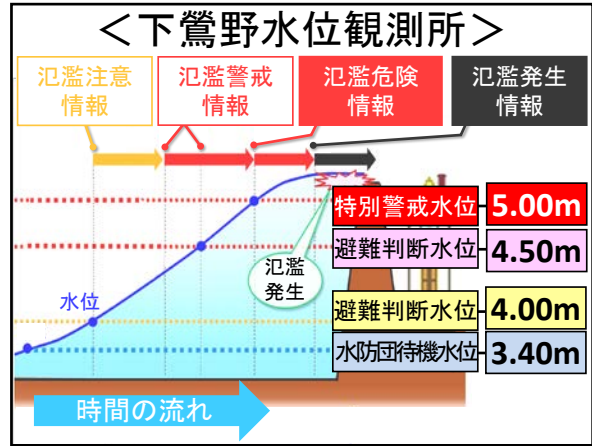 ＜下鶯野水位観測所＞
氾濫注意
情報
氾濫警戒
情報
氾濫危険
情報
氾濫発生
情報
特別警戒水位
5.00m
避難判断水位
4.50m
氾濫
発生
水位
避難判断水位
4.00m
水防団待機水位
3.40m
時間の流れ